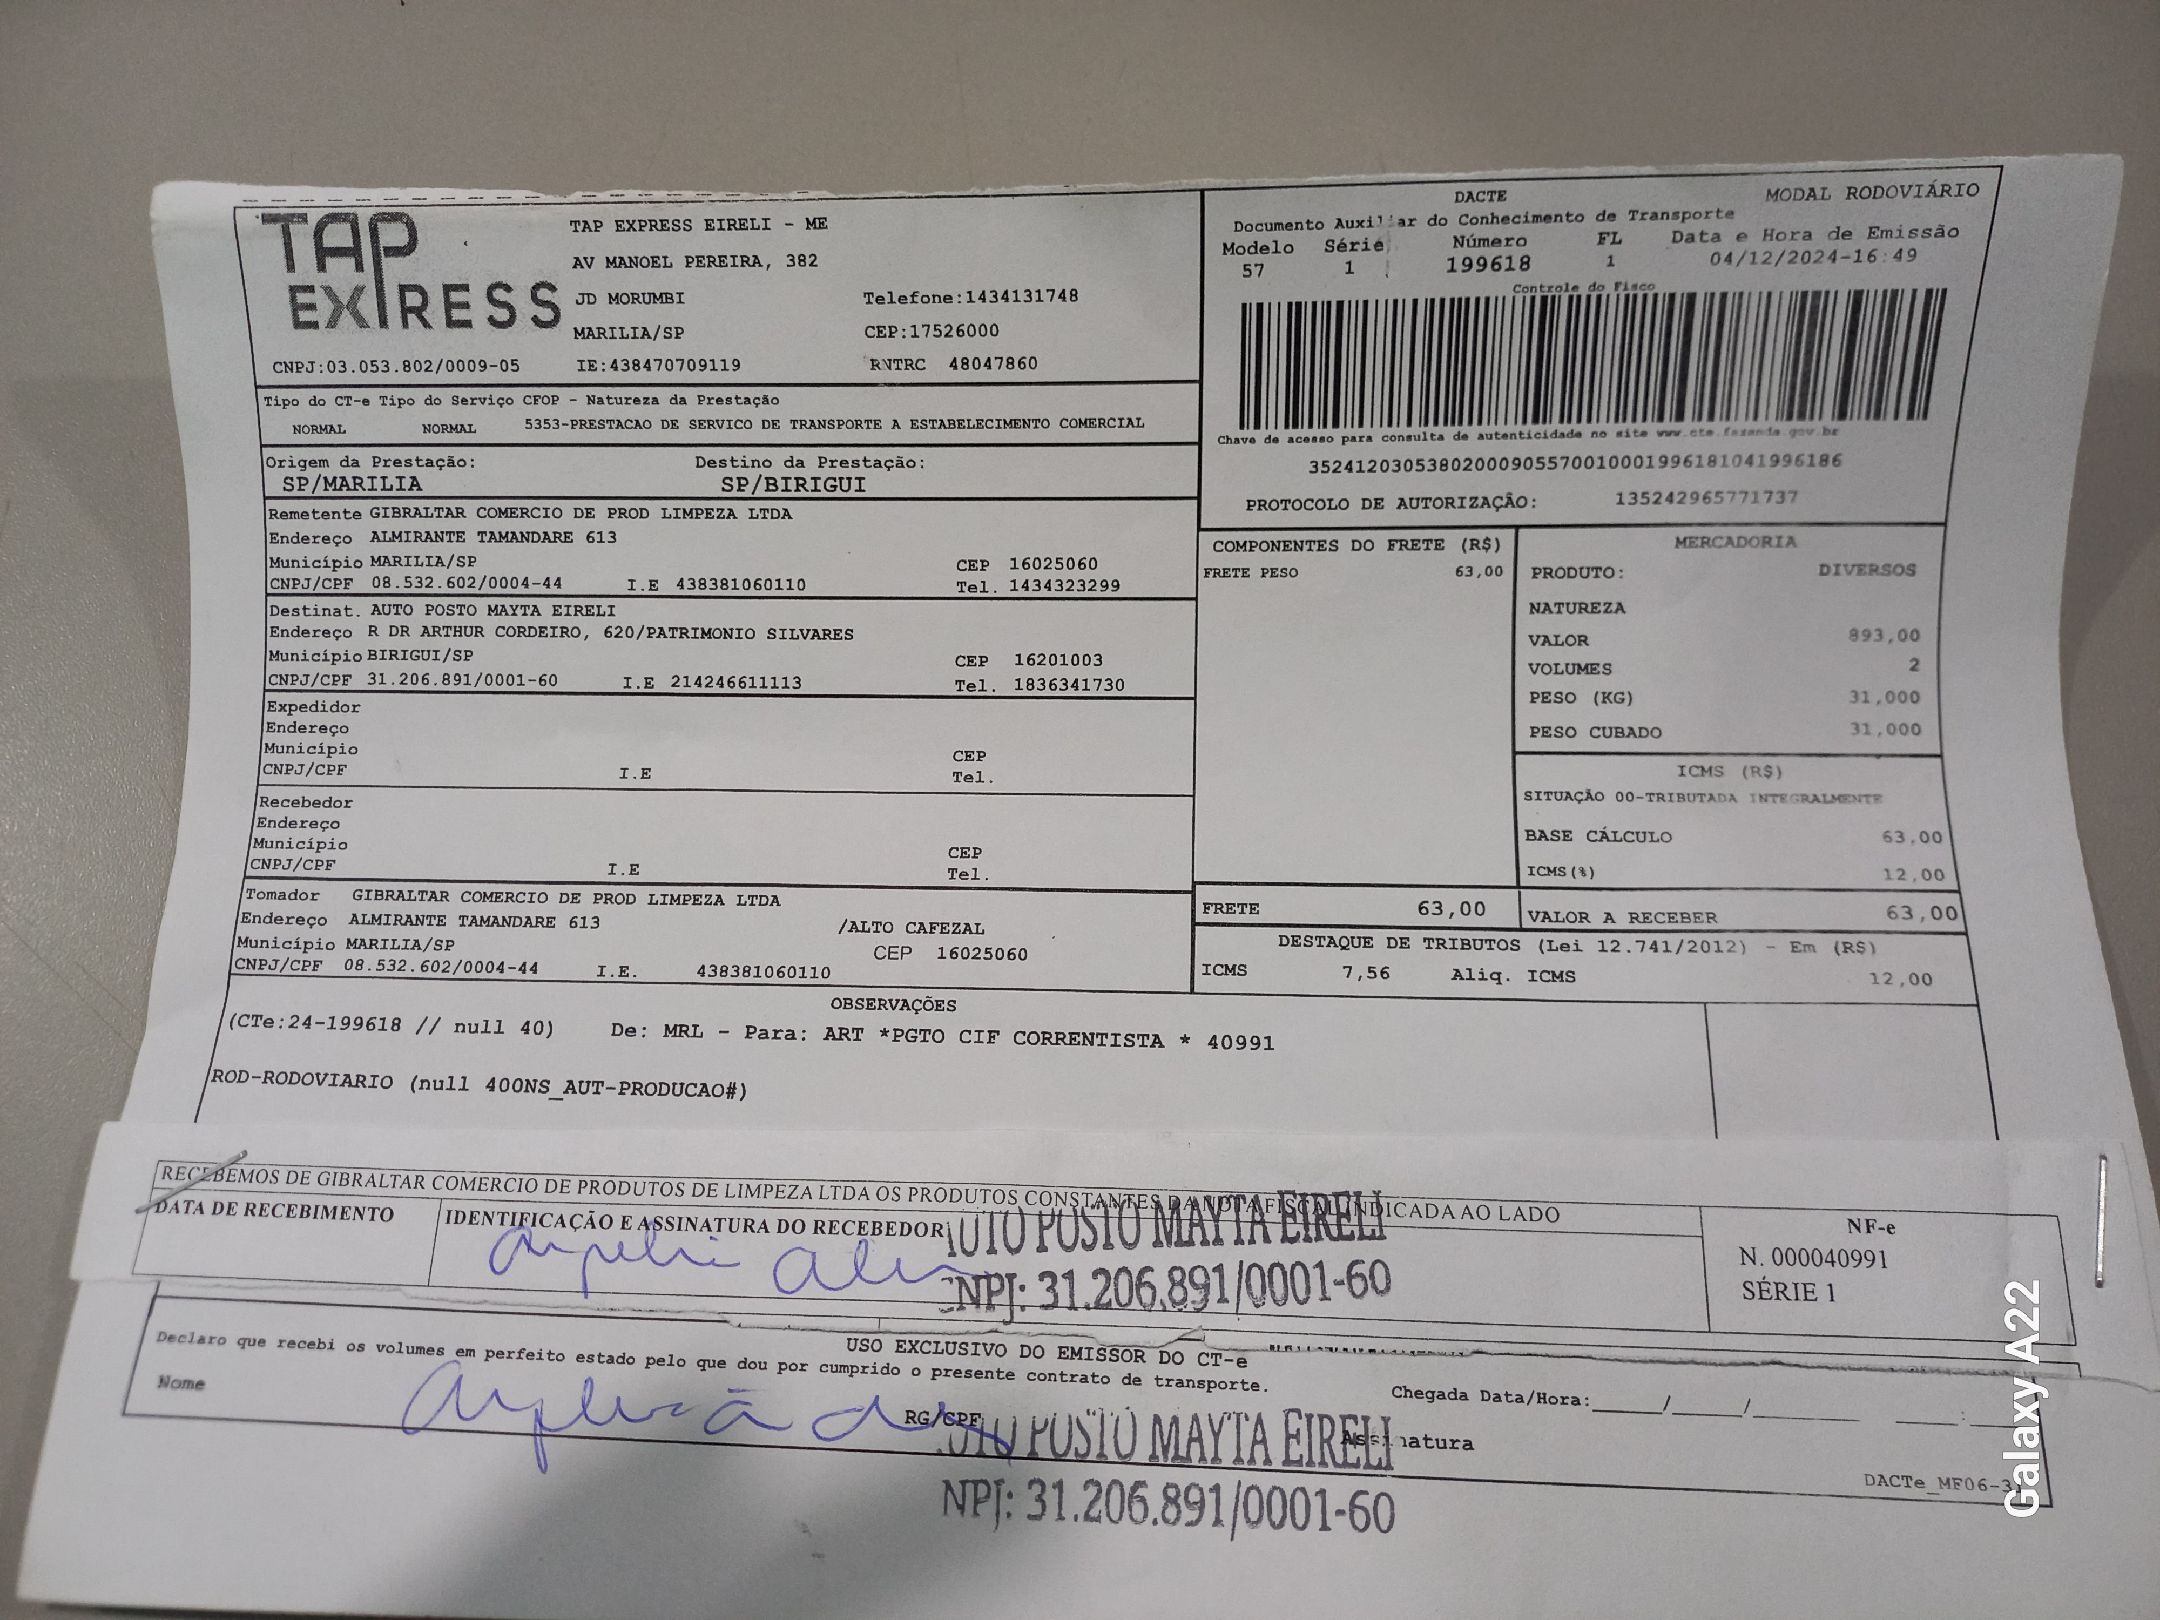 TAP EXPRESS
TAP EXPRESS EIRELI - ME
AV MANOEL PEREIRA, 382
JD MORUMBI Telefone:1434131748
MARILIA/SP CEP:17526000
CNPJ:03.053.802/0009-05 IE:438470709119 RNTRC 48047860
DACTE MODAL RODOVIÁRIO
Documento Auxiliar do Conhecimento de Transporte
Modelo Série Número FL Data e Hora de Emissão
57 1 199618 1 04/12/2024-16:49
Controle do Fisco
Chave de acesso para consulta de autenticidade no site www.cte.fazenda.gov.br
35241203053802000905570010001996181041996186
PROTOCOLO DE AUTORIZAÇÃO: 135242965771737
Tipo do CT-e Tipo do Serviço CFOP - Natureza da Prestação
NORMAL NORMAL 5353-PRESTACAO DE SERVICO DE TRANSPORTE A ESTABELECIMENTO COMERCIAL
Origem da Prestação: Destino da Prestação:
SP/MARILIA SP/BIRIGUI
Remetente GIBRALTAR COMERCIO DE PROD LIMPEZA LTDA
Endereço ALMIRANTE TAMANDARE 613
Município MARILIA/SP CEP 16025060
CNPJ/CPF 08.532.602/0004-44 I.E 438381060110 Tel. 1434323299
Destinat. AUTO POSTO MAYTA EIRELI
Endereço R DR ARTHUR CORDEIRO, 620/PATRIMONIO SILVARES
Município BIRIGUI/SP CEP 16201003
CNPJ/CPF 31.206.891/0001-60 I.E 214246611113 Tel. 1836341730
Expedidor
Endereço
Município CEP
CNPJ/CPF I.E Tel.
Recebedor
Endereço
Município CEP
CNPJ/CPF I.E Tel.
Tomador GIBRALTAR COMERCIO DE PROD LIMPEZA LTDA
Endereço ALMIRANTE TAMANDARE 613 /ALTO CAFEZAL
Município MARILIA/SP CEP 16025060
CNPJ/CPF 08.532.602/0004-44 I.E. 438381060110
COMPONENTES DO FRETE (R$)
FRETE PESO 63,00
MERCADORIA
PRODUTO: DIVERSOS
NATUREZA
VALOR 893,00
VOLUMES 2
PESO (KG) 31,000
PESO CUBADO 31,000
ICMS (R$)
SITUAÇÃO 00-TRIBUTADA INTEGRALMENTE
BASE CÁLCULO 63,00
ICMS(%) 12,00
FRETE 63,00 VALOR A RECEBER 63,00
DESTAQUE DE TRIBUTOS (Lei 12.741/2012) - Em (R$)
ICMS 7,56 Aliq. ICMS 12,00
OBSERVAÇÕES
(CTe:24-199618 // null 40) De: MRL - Para: ART *PGTO CIF CORRENTISTA * 40991
ROD-RODOVIARIO (null 400NS_AUT-PRODUCAO#)
RECEBEMOS DE GIBRALTAR COMERCIO DE PRODUTOS DE LIMPEZA LTDA OS PRODUTOS CONSTANTES DA NOTA FISCAL INDICADA AO LADO
DATA DE RECEBIMENTO IDENTIFICAÇÃO E ASSINATURA DO RECEBEDOR
AUTO POSTO MAYTA EIRELI
CNPJ: 31.206.891/0001-60
NF-e
N. 000040991
SÉRIE 1
USO EXCLUSIVO DO EMISSOR DO CT-e
Declaro que recebi os volumes em perfeito estado pelo que dou por cumprido o presente contrato de transporte.
Nome RG/CPF Assinatura
Chegada Data/Hora:_____/_____/_______ ____:
UTO POSTO MAYTA EIRELI
NPJ: 31.206.891/0001-60
DACTe_MF06-3
Galaxy A22